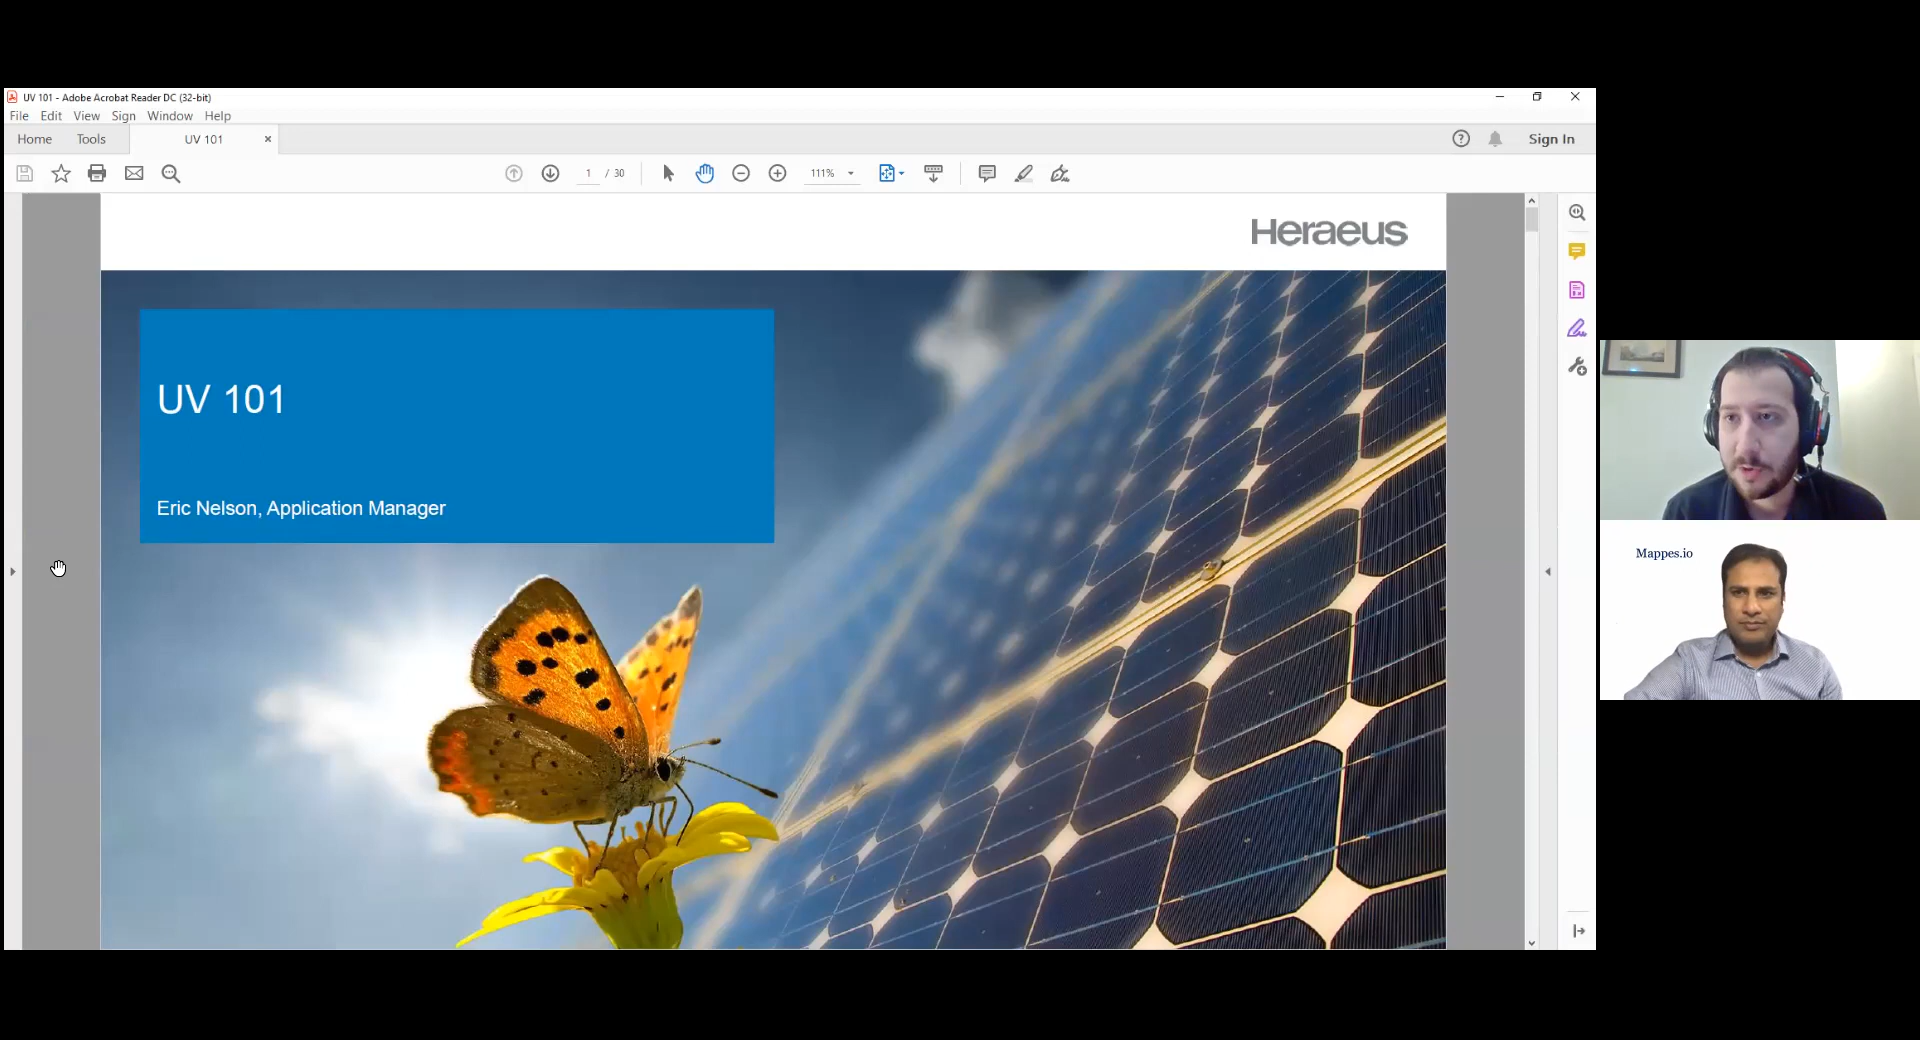 UV 101 - Adobe Acrobat Reader DC (32-bit)
File Edit View Sign Window Help
Home Tools UV 101 Sign In
1 / 30 111%
Heraeus
UV 101
Eric Nelson, Application Manager
Mappes.io